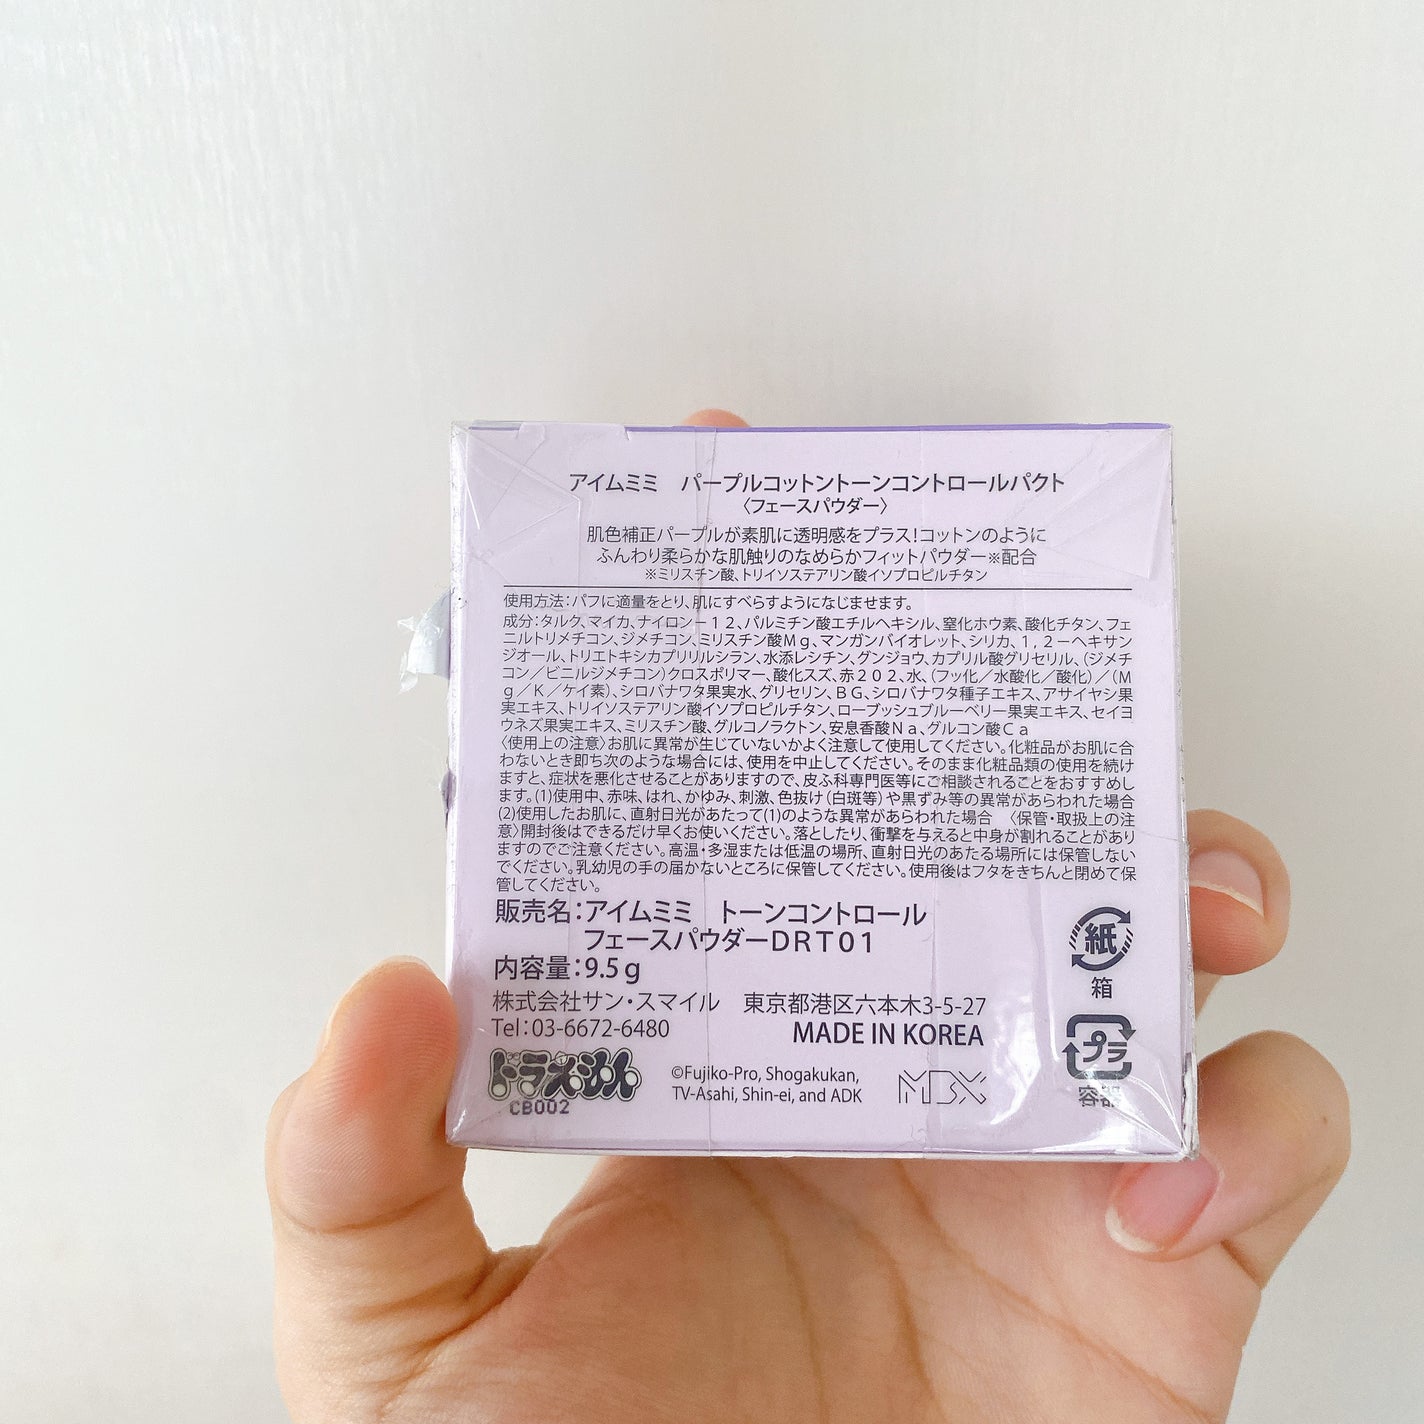 アイムミミ　パープルコットントーンコントロールパクト
〈フェースパウダー〉
肌色補正パープルが素肌に透明感をプラス！コットンのように
ふんわり柔らかな肌触りのなめらかフィットパウダー※配合
※ミリスチン酸、トリイソステアリン酸イソプロピルチタン
使用方法：パフに適量をとり、肌にすべらすようになじませます。
成分：タルク、マイカ、ナイロン－１２、パルミチン酸エチルヘキシル、窒化ホウ素、酸化チタン、フェ
ニルトリメチコン、ジメチコン、ミリスチン酸Ｍｇ、マンガンバイオレット、シリカ、１，２－ヘキサン
ジオール、トリエトキシカプリリルシラン、水添レシチン、グンジョウ、カプリル酸グリセリル、（ジメチ
コン／ビニルジメチコン）クロスポリマー、酸化スズ、赤２０２、水、（フッ化／水酸化／酸化）／（Ｍ
ｇ／Ｋ／ケイ素）、シロバナワタ果実水、グリセリン、ＢＧ、シロバナワタ種子エキス、アサイヤシ果
実エキス、トリイソステアリン酸イソプロピルチタン、ローブッシュブルーベリー果実エキス、セイヨ
ウネズ果実エキス、ミリスチン酸、グルコノラクトン、安息香酸Ｎａ、グルコン酸Ｃａ
〈使用上の注意〉お肌に異常が生じていないかよく注意して使用してください。化粧品がお肌に合
わないとき即ち次のような場合には、使用を中止してください。そのまま化粧品類の使用を続け
ますと、症状を悪化させることがありますので、皮ふ科専門医等にご相談されることをおすすめし
ます。(1)使用中、赤味、はれ、かゆみ、刺激、色抜け（白斑等）や黒ずみ等の異常があらわれた場合
(2)使用したお肌に、直射日光があたって(1)のような異常があらわれた場合　〈保管・取扱上の注
意〉開封後はできるだけ早くお使いください。落としたり、衝撃を与えると中身が割れることがあり
ますのでご注意ください。高温・多湿または低温の場所、直射日光のあたる場所には保管しない
でください。乳幼児の手の届かないところに保管してください。使用後はフタをきちんと閉めて保
管してください。
販売名：アイムミミ　トーンコントロール
フェースパウダーＤＲＴ０１
内容量：9.5ｇ
株式会社サン・スマイル　東京都港区六本木3-5-27
Tel：03-6672-6480
MADE IN KOREA
紙
箱
プラ
容器
ドラえもん
CB002
©Fujiko-Pro, Shogakukan,
TV-Asahi, Shin-ei, and ADK
MBX